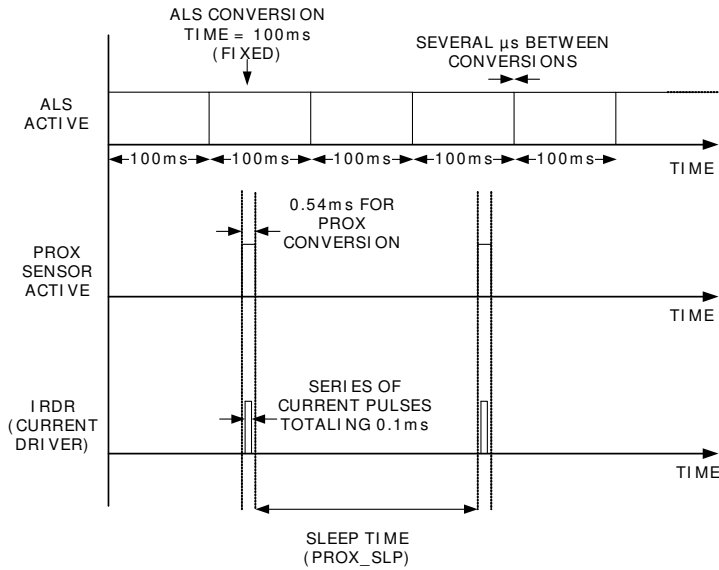 ALS CONVERSION
TIME = 100ms
(FIXED)
SEVERAL µs BETWEEN
CONVERSIONS
ALS
ACTIVE
100ms 100ms 100ms 100ms 100ms
TIME
0.54ms FOR
PROX
CONVERSION
PROX
SENSOR
ACTIVE
TIME
SERIES OF
CURRENT PULSES
TOTALING 0.1ms
IRDR
(CURRENT
DRIVER)
TIME
SLEEP TIME
(PROX_SLP)